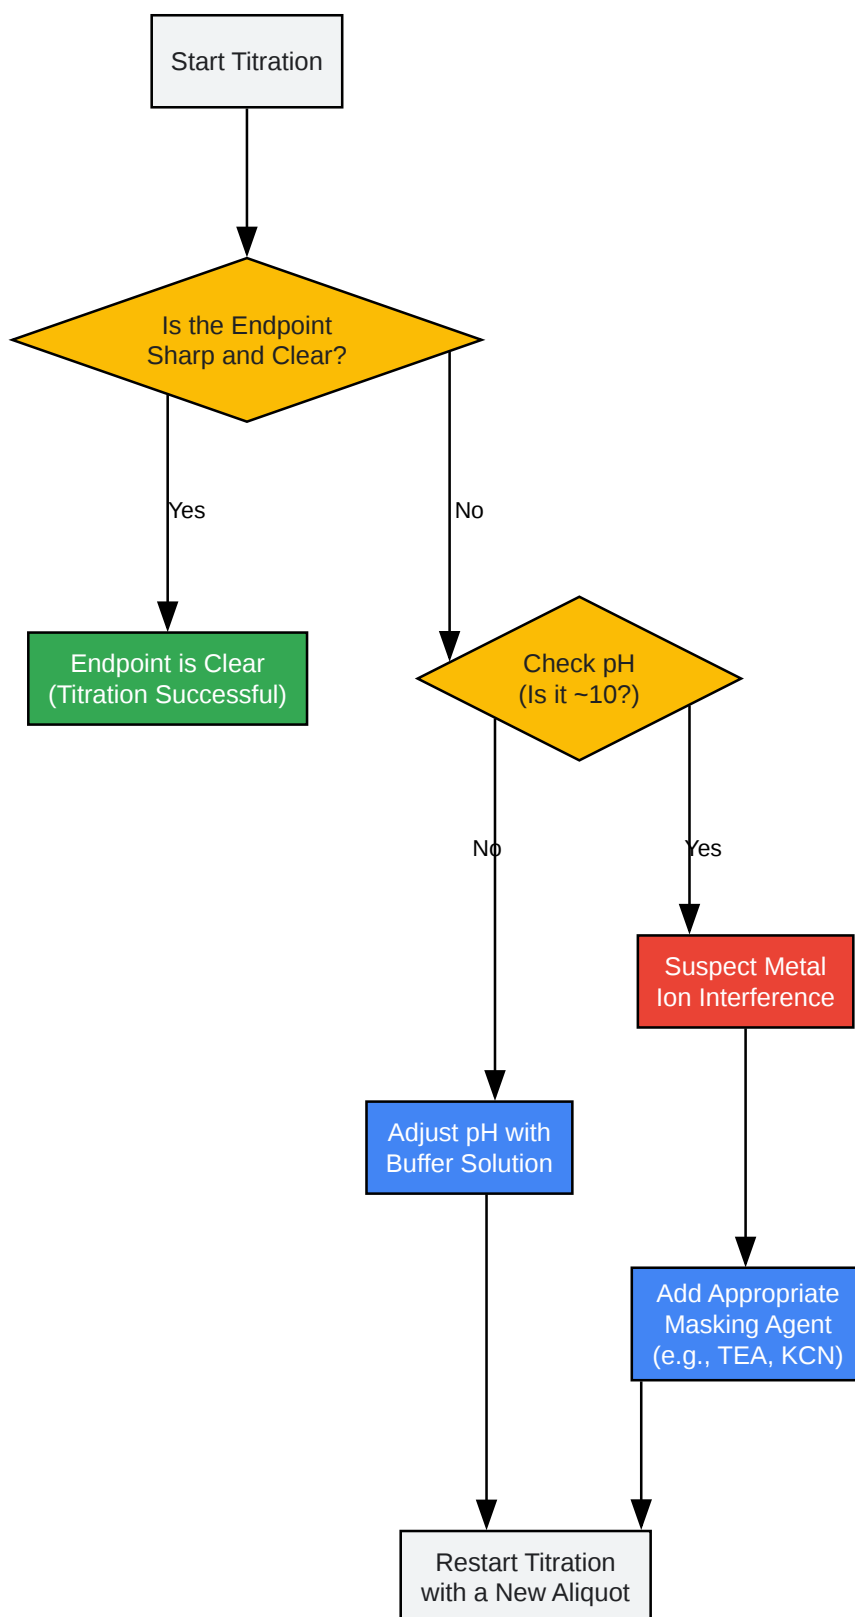 Start Titration
Is the Endpoint
Sharp and Clear?
Yes
No
Endpoint is Clear
(Titration Successful)
Check pH
(Is it ~10?)
No
Yes
Suspect Metal
Ion Interference
Adjust pH with
Buffer Solution
Add Appropriate
Masking Agent
(e.g., TEA, KCN)
Restart Titration
with a New Aliquot